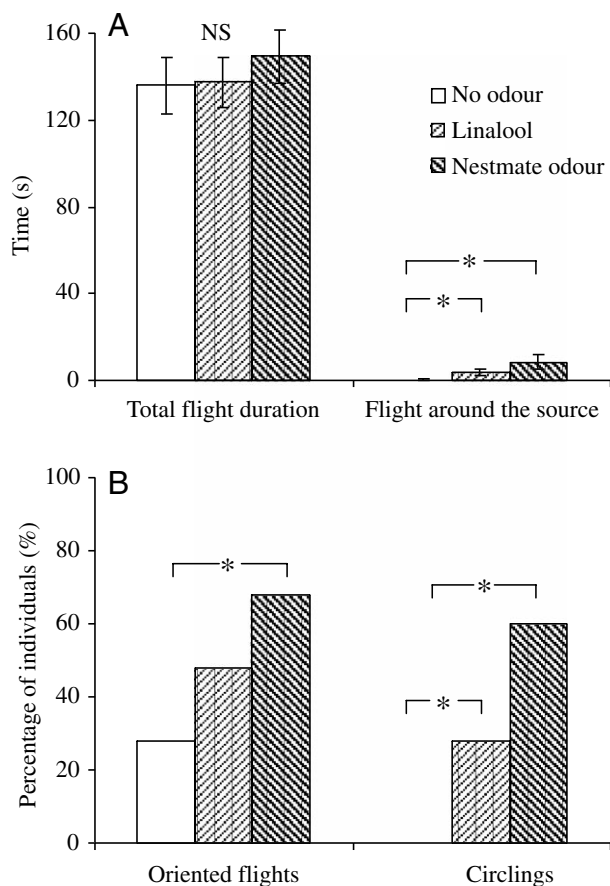 A
160
120
80
40
0
Time (s)
NS
No odour
Linalool
Nestmate odour
*
*
Total flight duration Flight around the source
B
100
80
60
40
20
0
Percentage of individuals (%)
*
*
*
Oriented flights Circlings